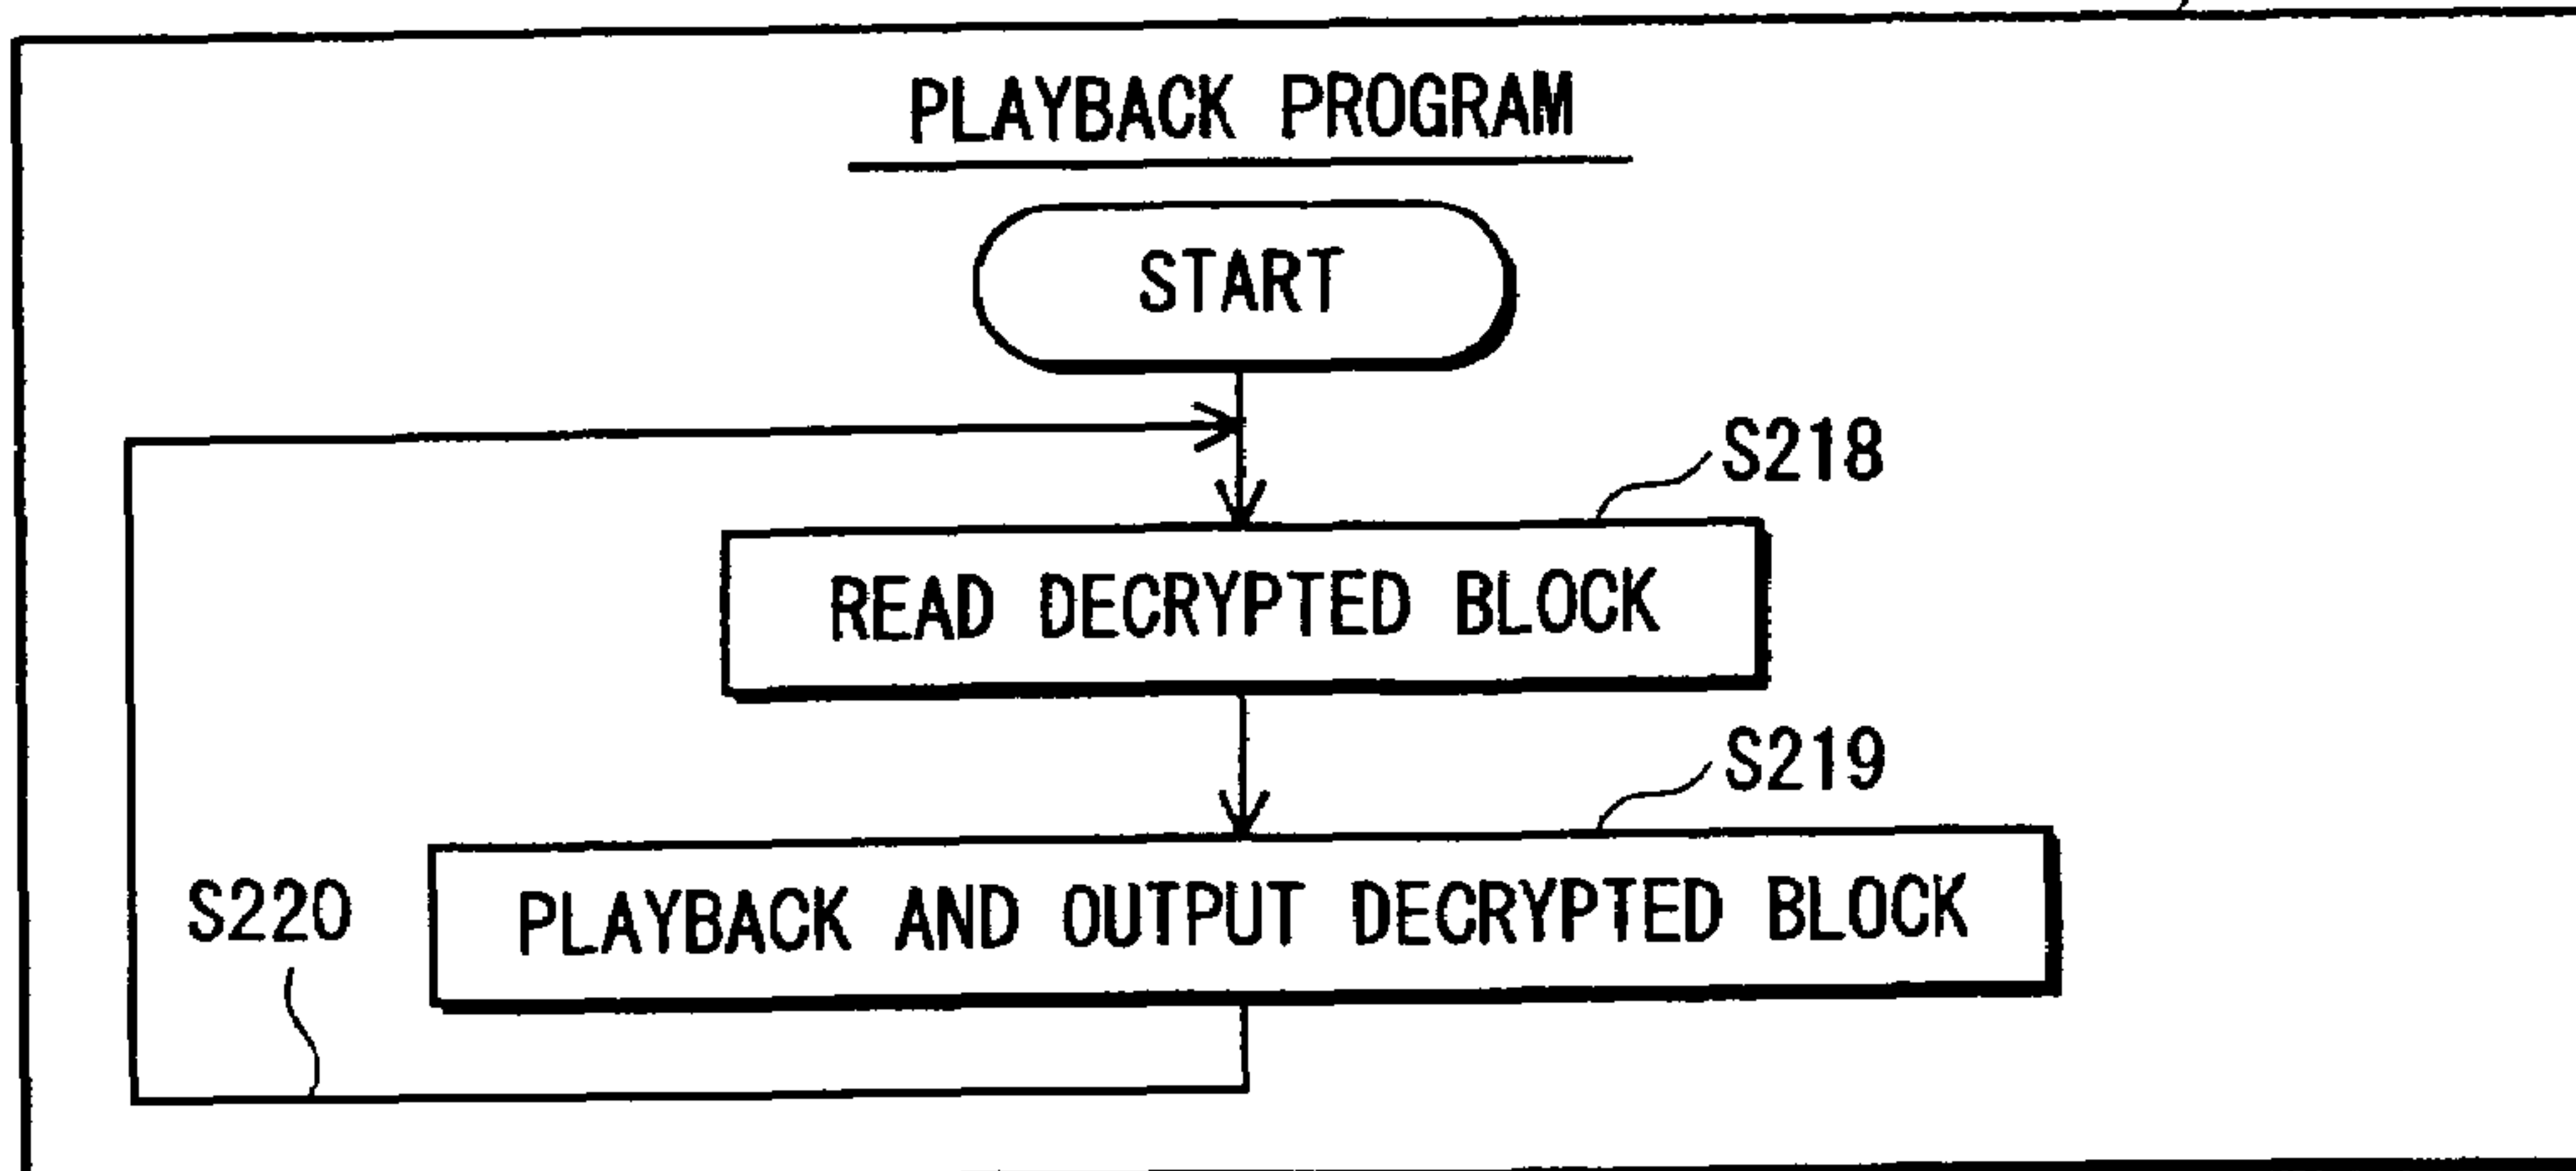 PLAYBACK PROGRAM
START
S218
READ DECRYPTED BLOCK
S219
PLAYBACK AND OUTPUT DECRYPTED BLOCK
S220